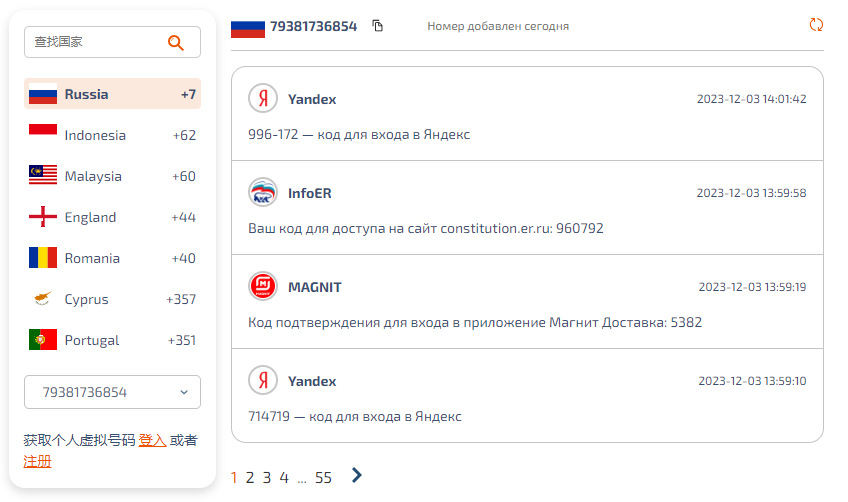 查找国家
Russia +7
Indonesia +62
Malaysia +60
England +44
Romania +40
Cyprus +357
Portugal +351
79381736854
获取个人虚拟号码 登入 或者
注册
79381736854 Номер добавлен сегодня
Yandex 2023-12-03 14:01:42
996-172 — код для входа в Яндекс
InfoER 2023-12-03 13:59:58
Ваш код для доступа на сайт constitution.er.ru: 960792
MAGNIT 2023-12-03 13:59:19
Код подтверждения для входа в приложение Магнит Доставка: 5382
Yandex 2023-12-03 13:59:10
714719 — код для входа в Яндекс
1 2 3 4 ... 55